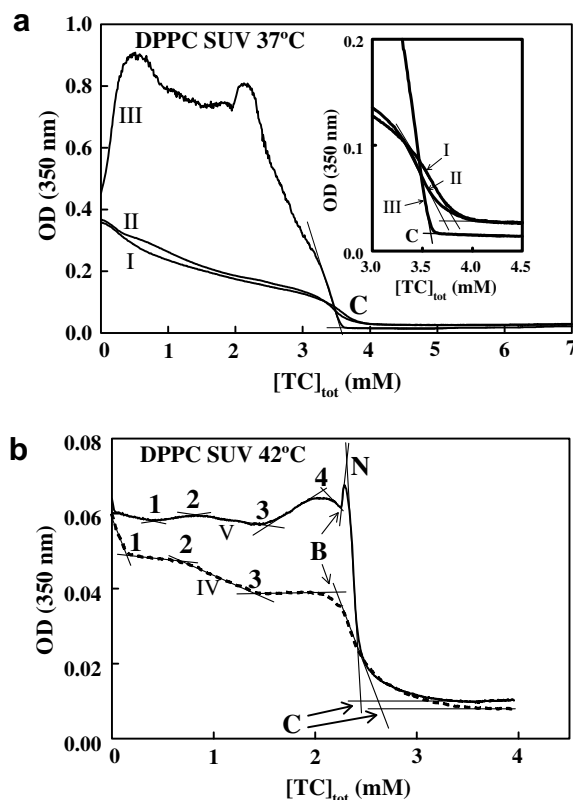 a
DPPC SUV 37ºC
OD (350 nm)
1.0
0.8
0.6
0.4
0.2
0.0
III
II
I
C
0 1 2 3 4 5 6 7
[TC]tot (mM)
OD (350 nm)
0.2
0.1
0.0
I
II
III
C
3.0 3.5 4.0 4.5
[TC]tot (mM)
b
DPPC SUV 42ºC
OD (350 nm)
0.08
0.06
0.04
0.02
0.00
N
1 2 3 4
V
B
1 2 3
IV
C
0 1 2 3 4 5
[TC]tot (mM)